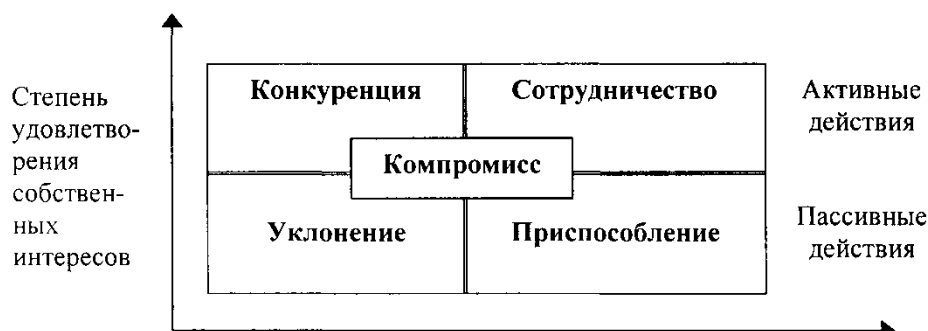 Степень
удовлетво-
рения
собствен-
ных
интересов
Конкуренция
Сотрудничество
Компромисс
Уклонение
Приспособление
Активные
действия
Пассивные
действия